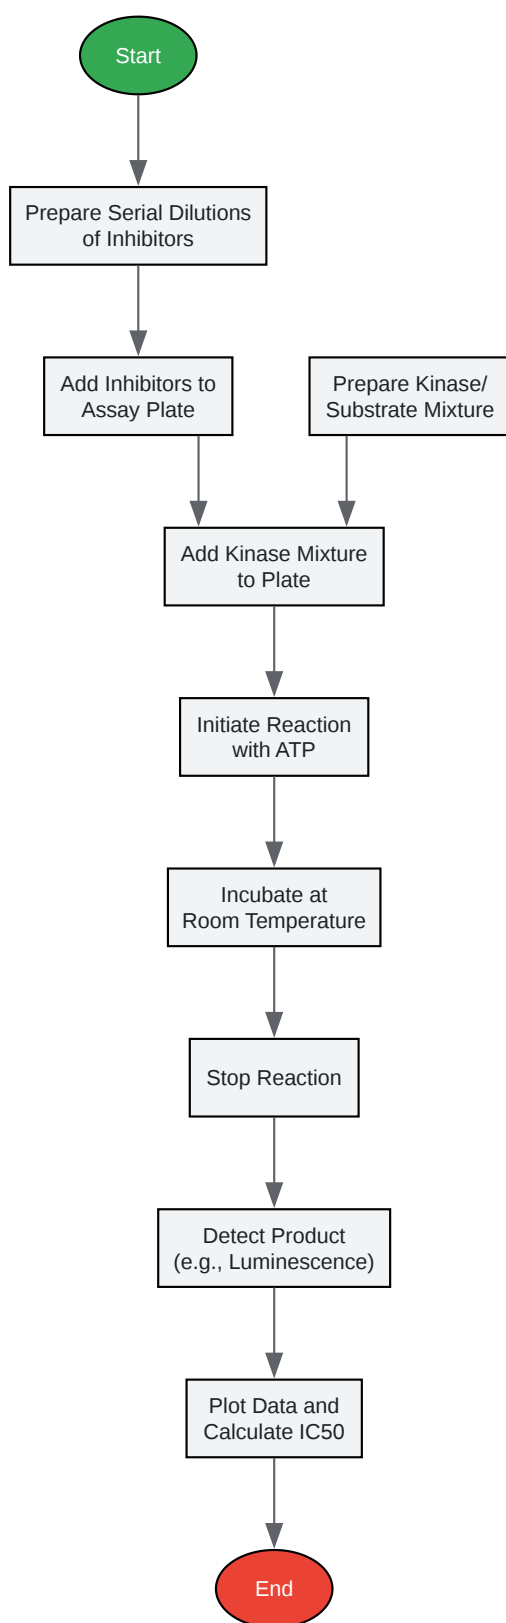 Start
Prepare Serial Dilutions
of Inhibitors
Add Inhibitors to
Assay Plate
Prepare Kinase/
Substrate Mixture
Add Kinase Mixture
to Plate
Initiate Reaction
with ATP
Incubate at
Room Temperature
Stop Reaction
Detect Product
(e.g., Luminescence)
Plot Data and
Calculate IC50
End